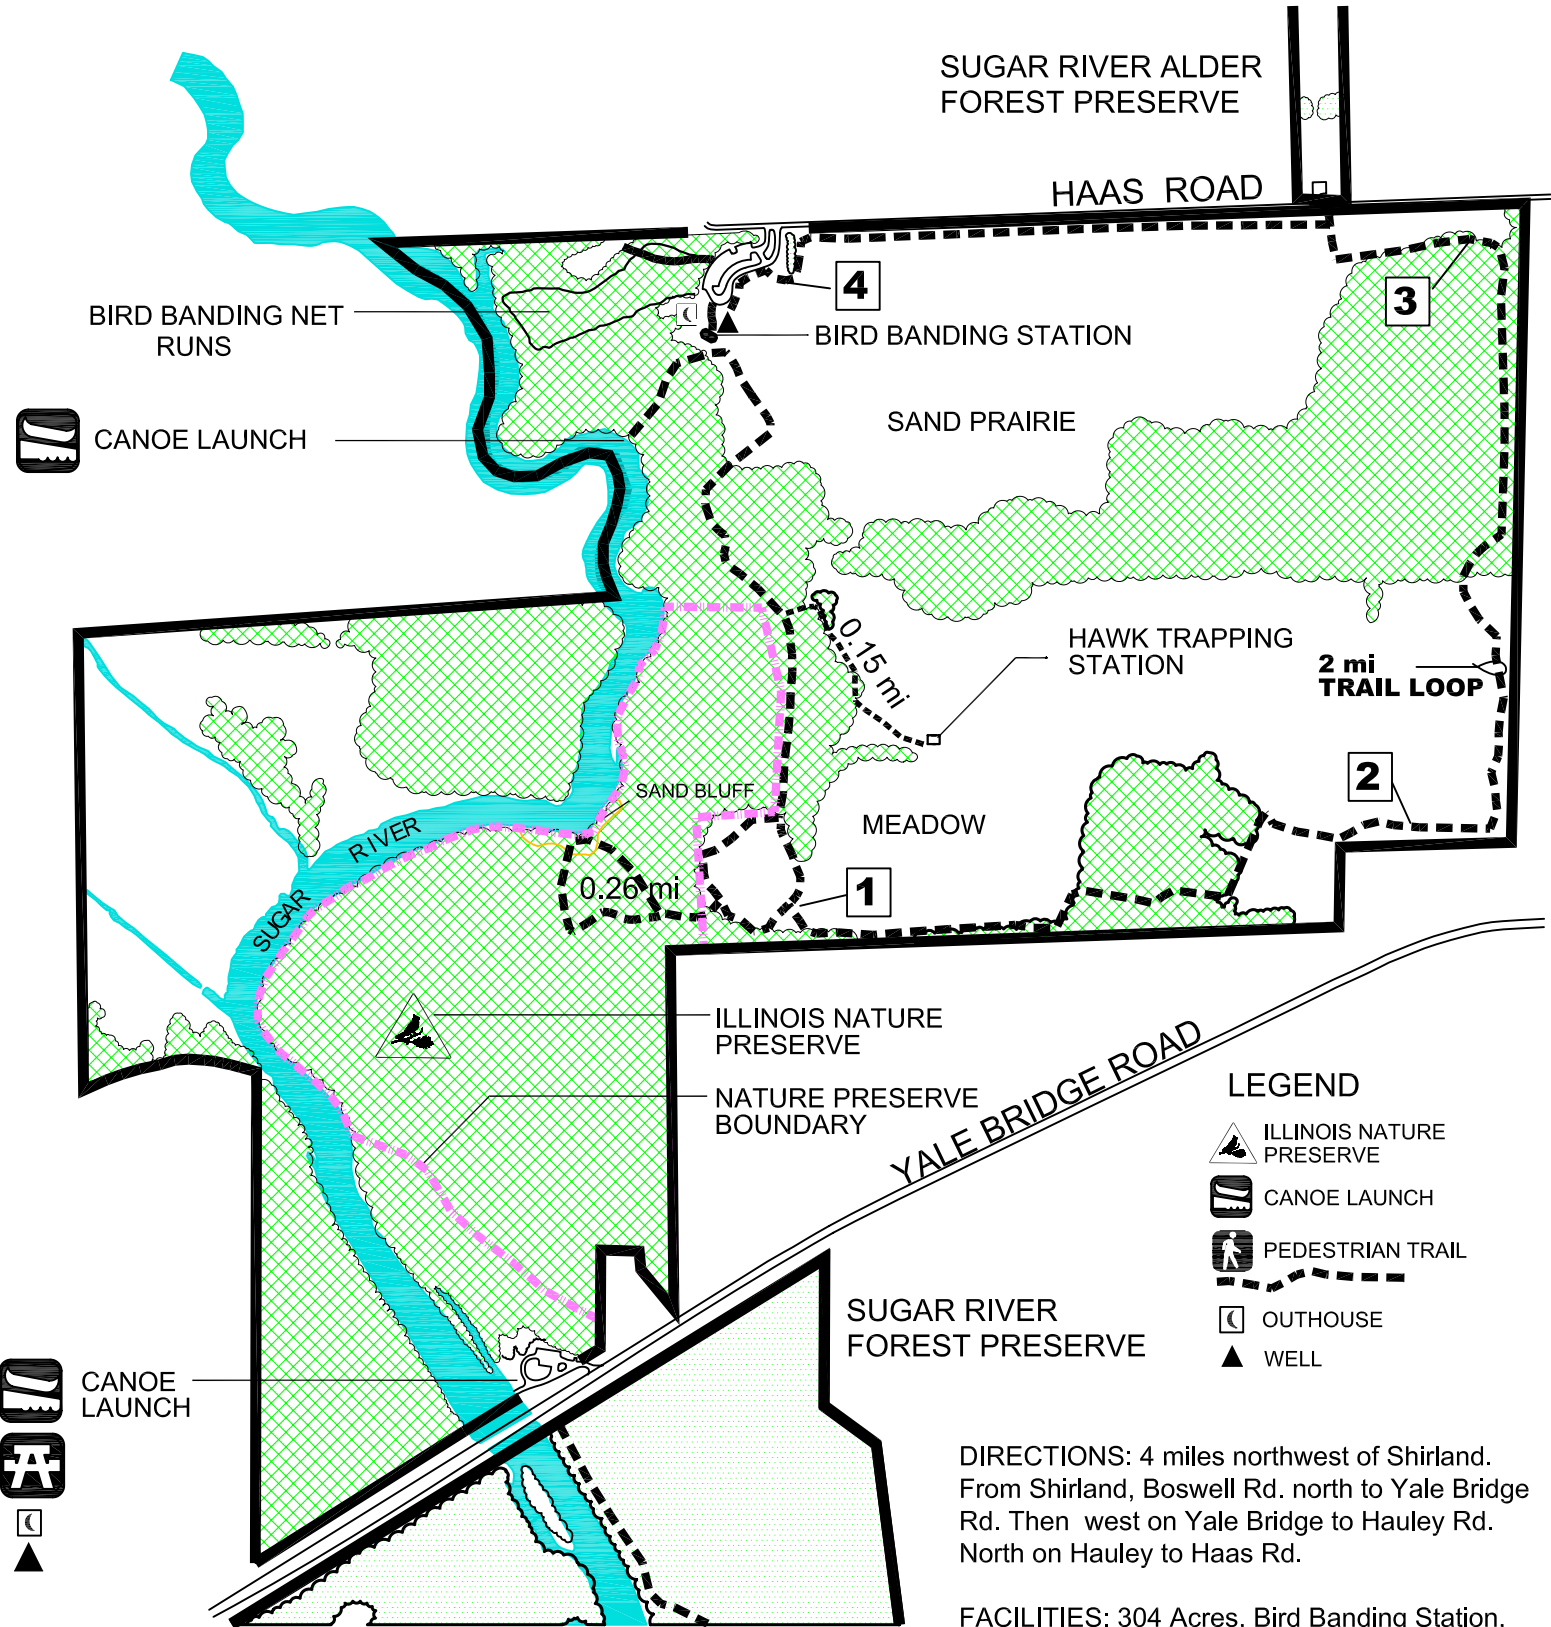 SUGAR RIVER ALDER
FOREST PRESERVE
HAAS ROAD
4
3
BIRD BANDING NET
RUNS
BIRD BANDING STATION
CANOE LAUNCH
SAND PRAIRIE
0.15 mi
HAWK TRAPPING
STATION
2 mi
TRAIL LOOP
2
SAND BLUFF
MEADOW
RIVER
SUGAR
0.26 mi
1
ILLINOIS NATURE
PRESERVE
NATURE PRESERVE
BOUNDARY
YALE BRIDGE ROAD
LEGEND
ILLINOIS NATURE
PRESERVE
CANOE LAUNCH
PEDESTRIAN TRAIL
OUTHOUSE
WELL
SUGAR RIVER
FOREST PRESERVE
CANOE
LAUNCH
DIRECTIONS: 4 miles northwest of Shirland.
From Shirland, Boswell Rd. north to Yale Bridge
Rd. Then west on Yale Bridge to Hauley Rd.
North on Hauley to Haas Rd.
FACILITIES: 304 Acres. Bird Banding Station.